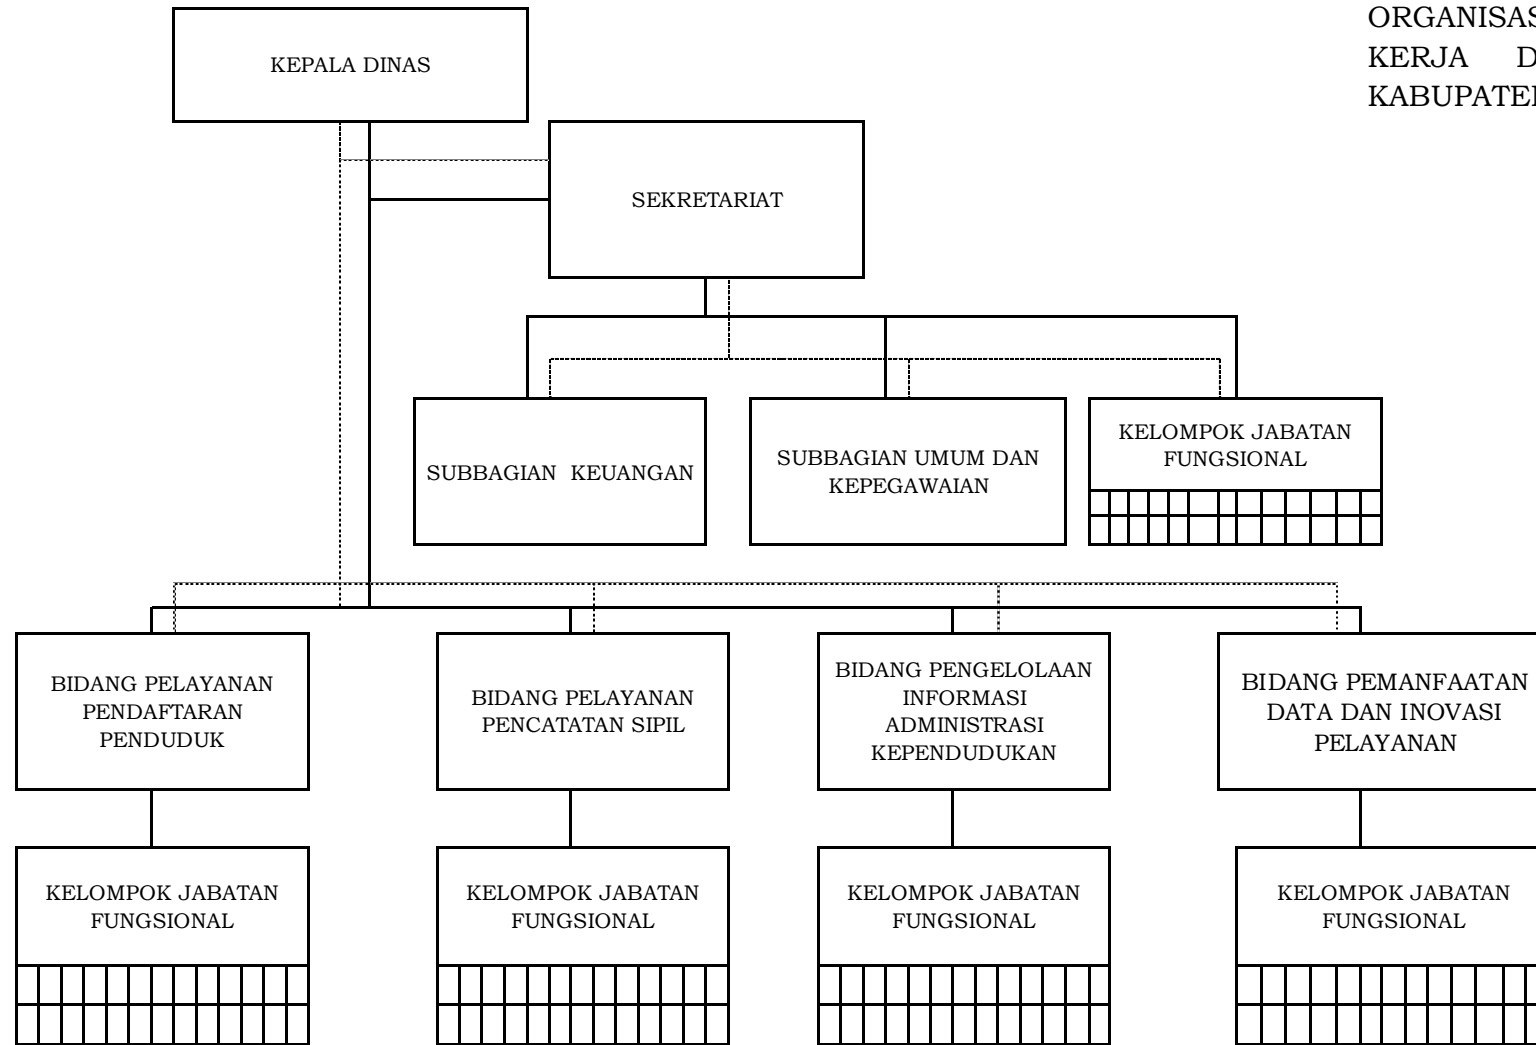 ORGANISAS
KERJA D
KABUPATE
KEPALA DINAS
SEKRETARIAT
SUBBAGIAN KEUANGAN
SUBBAGIAN UMUM DAN
KEPEGAWAIAN
KELOMPOK JABATAN
FUNGSIONAL
BIDANG PELAYANAN
PENDAFTARAN
PENDUDUK
BIDANG PELAYANAN
PENCATATAN SIPIL
BIDANG PENGELOLAAN
INFORMASI
ADMINISTRASI
KEPENDUDUKAN
BIDANG PEMANFAATAN
DATA DAN INOVASI
PELAYANAN
KELOMPOK JABATAN
FUNGSIONAL
KELOMPOK JABATAN
FUNGSIONAL
KELOMPOK JABATAN
FUNGSIONAL
KELOMPOK JABATAN
FUNGSIONAL